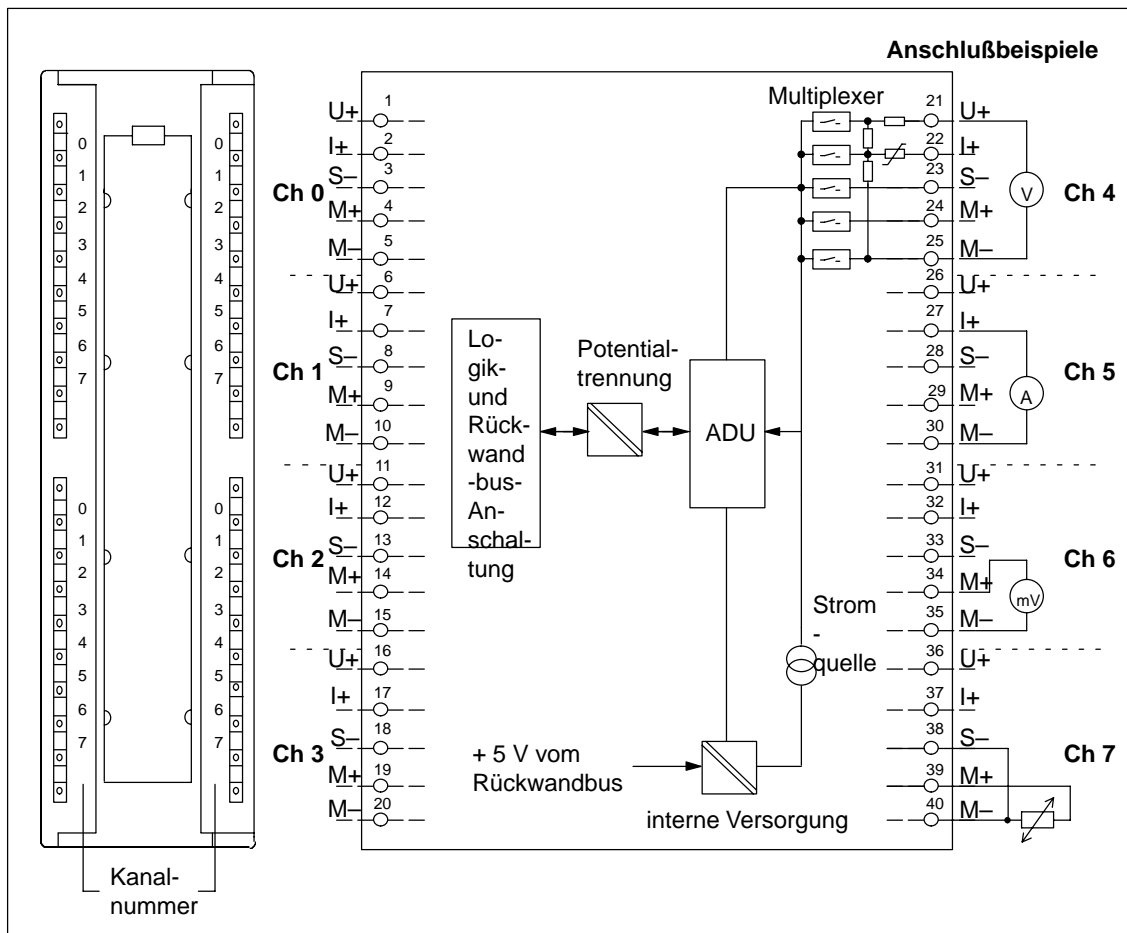 Anschlußbeispiele
0
1
2
3
4
5
6
7
0
1
2
3
4
5
6
7
0
1
2
3
4
5
6
7
0
1
2
3
4
5
6
7
Kanal-
nummer
Ch 0
U+ 1
I+ 2
S– 3
M+ 4
M– 5
Ch 1
U+ 6
I+ 7
S– 8
M+ 9
M– 10
Ch 2
U+ 11
I+ 12
S– 13
M+ 14
M– 15
Ch 3
U+ 16
I+ 17
S– 18
M+ 19
M– 20
Lo-
gik-
und
Rück-
wand
-bus-
An-
schal-
tung
Potential-
trennung
ADU
Multiplexer
Strom
-
quelle
+ 5 V vom
Rückwandbus
interne Versorgung
21 U+
22 I+
23 S–
24 M+
25 M–
V
Ch 4
26 U+
27 I+
28 S–
29 M+
30 M–
A
Ch 5
31 U+
32 I+
33 S–
34 M+
35 M–
mV
Ch 6
36 U+
37 I+
38 S–
39 M+
40 M–
Ch 7